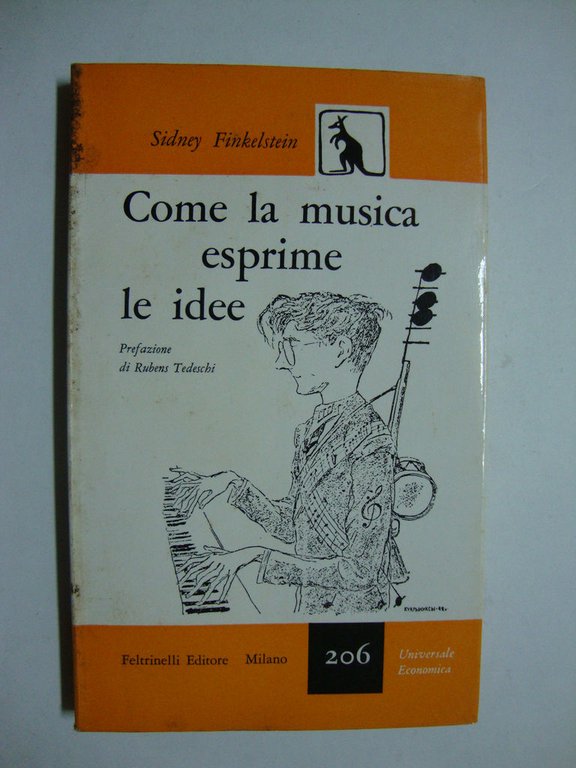 Sidney Finkelstein
Come la musica
esprime
le idee
Prefazione
di Rubens Tedeschi
Feltrinelli Editore Milano
206
Universale
Economica